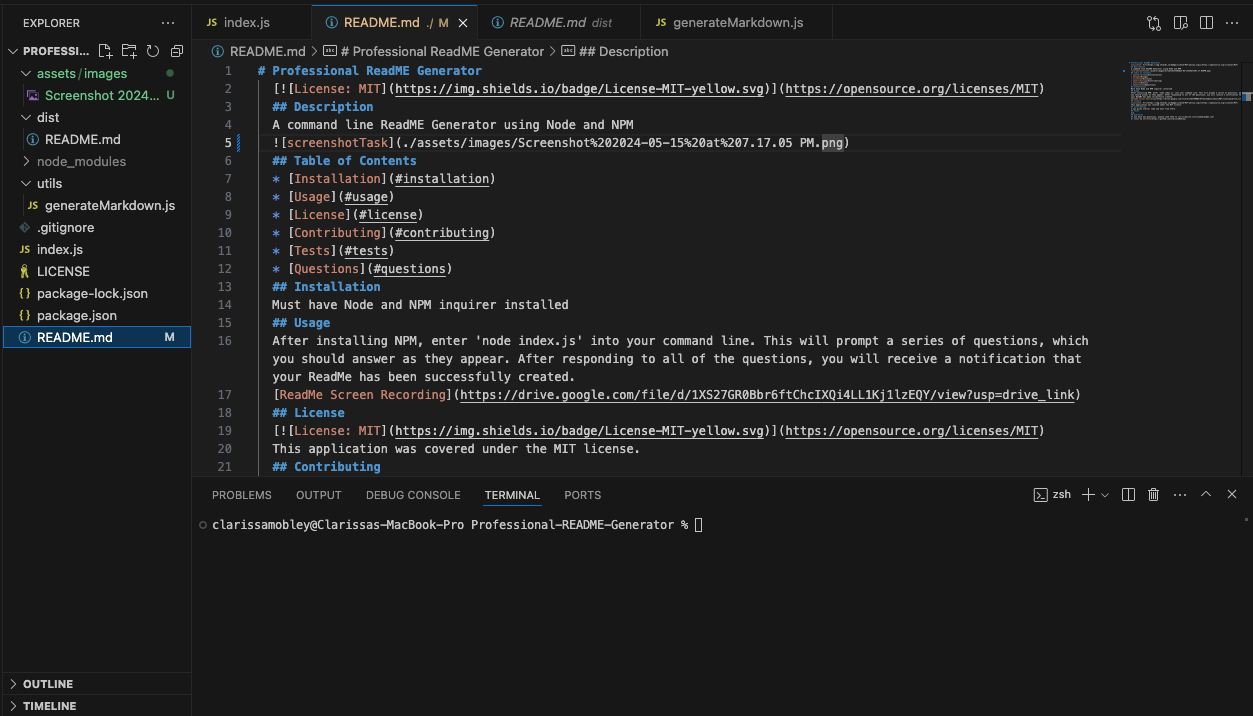 EXPLORER ...
PROFESSI...
assets/images
Screenshot 2024... U
dist
README.md
node_modules
utils
JS generateMarkdown.js
.gitignore
JS index.js
LICENSE
{} package-lock.json
{} package.json
README.md M
OUTLINE
TIMELINE
JS index.js
README.md ./ M
README.md dist
JS generateMarkdown.js
README.md > # Professional ReadME Generator > ## Description
1 # Professional ReadME Generator
2 [![License: MIT](https://img.shields.io/badge/License-MIT-yellow.svg)](https://opensource.org/licenses/MIT)
3 ## Description
4 A command line ReadME Generator using Node and NPM
5 ![screenshotTask](./assets/images/Screenshot%202024-05-15%20at%207.17.05 PM.png)
6 ## Table of Contents
7 * [Installation](#installation)
8 * [Usage](#usage)
9 * [License](#license)
10 * [Contributing](#contributing)
11 * [Tests](#tests)
12 * [Questions](#questions)
13 ## Installation
14 Must have Node and NPM inquirer installed
15 ## Usage
16 After installing NPM, enter 'node index.js' into your command line. This will prompt a series of questions, which
you should answer as they appear. After responding to all of the questions, you will receive a notification that
your ReadMe has been successfully created.
17 [ReadMe Screen Recording](https://drive.google.com/file/d/1XS27GR0Bbr6ftChcIXQi4LL1Kj1lzEQY/view?usp=drive_link)
18 ## License
19 [![License: MIT](https://img.shields.io/badge/License-MIT-yellow.svg)](https://opensource.org/licenses/MIT)
20 This application was covered under the MIT license.
21 ## Contributing
PROBLEMS OUTPUT DEBUG CONSOLE TERMINAL PORTS
zsh
clarissamobley@Clarissas-MacBook-Pro Professional-README-Generator %